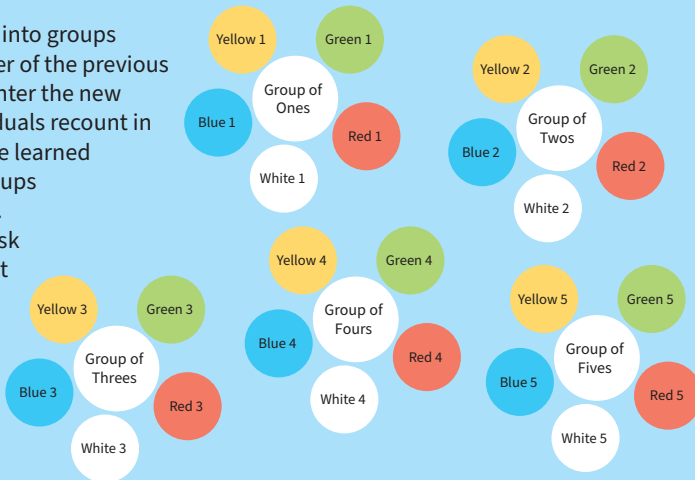 into groups
er of the previous
nter the new
duals recount in
e learned
ups
sk
t
Yellow 1
Green 1
Group of
Ones
Blue 1
Red 1
White 1
Yellow 2
Green 2
Group of
Twos
Blue 2
Red 2
White 2
Yellow 3
Green 3
Group of
Threes
Blue 3
Red 3
White 3
Yellow 4
Green 4
Group of
Fours
Blue 4
Red 4
White 4
Yellow 5
Green 5
Group of
Fives
Blue 5
Red 5
White 5